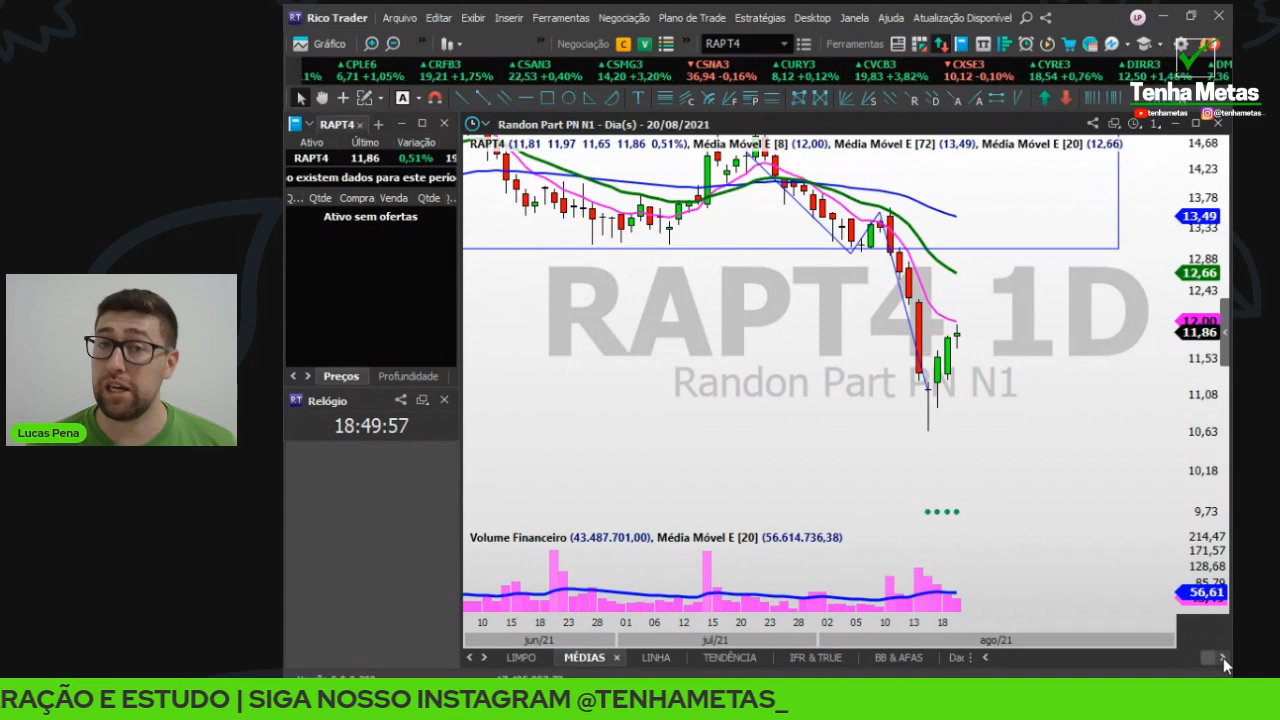 Rico Trader Arquivo Editar Exibir Inserir Ferramentas Negociação Plano de Trade Estratégias Desktop Janela Ajuda Atualização Disponível LP
Gráfico Negociação C V RAPT4 Ferramentas
CPLE6 CRFB3 CSAN3 CSMG3 CSNA3 CURY3 CVCB3 CXSE3 CYRE3 DIRR3 DM
.1% 6,71 +1,05% 19,21 +1,75% 22,53 +0,40% 14,20 +3,20% 36,94 -0,16% 8,12 +0,12% 19,83 +3,82% 10,12 -0,10% 18,54 +0,76% 12,50
Tenha Metas
tenhametas @tenhametas_
RAPT4
Randon Part PN N1 - Dia(s) - 20/08/2021
Ativo Último Variação
RAPT4 11,86 0,51% 19
o existem dados para este perío
Q... Qtde Compra Venda Qtde
Ativo sem ofertas
Preços Profundidade
Relógio
18:49:57
RAPT4 (11,81 11,97 11,65 11,86 0,51%), Média Móvel E [8] (12,00), Média Móvel E [72] (13,49), Média Móvel E [20] (12,66)
14,68
14,23
13,78
13,49
13,33
12,88
12,66
12,43
12,00
11,86
11,53
11,08
10,63
10,18
9,73
RAPT4 1D
Randon Part PN N1
Volume Financeiro (43.487.701,00), Média Móvel E [20] (56.614.736,38)
214,47
171,57
128,68
85,79
56,61
10 15 18 23 28 01 06 12 15 20 23 28 02 05 10 13 18
jun/21 jul/21 ago/21
LIMPO MÉDIAS LINHA TENDÊNCIA IFR & TRUE BB & AFAS Da
Lucas Pena
RAÇÃO E ESTUDO | SIGA NOSSO INSTAGRAM @TENHAMETAS_